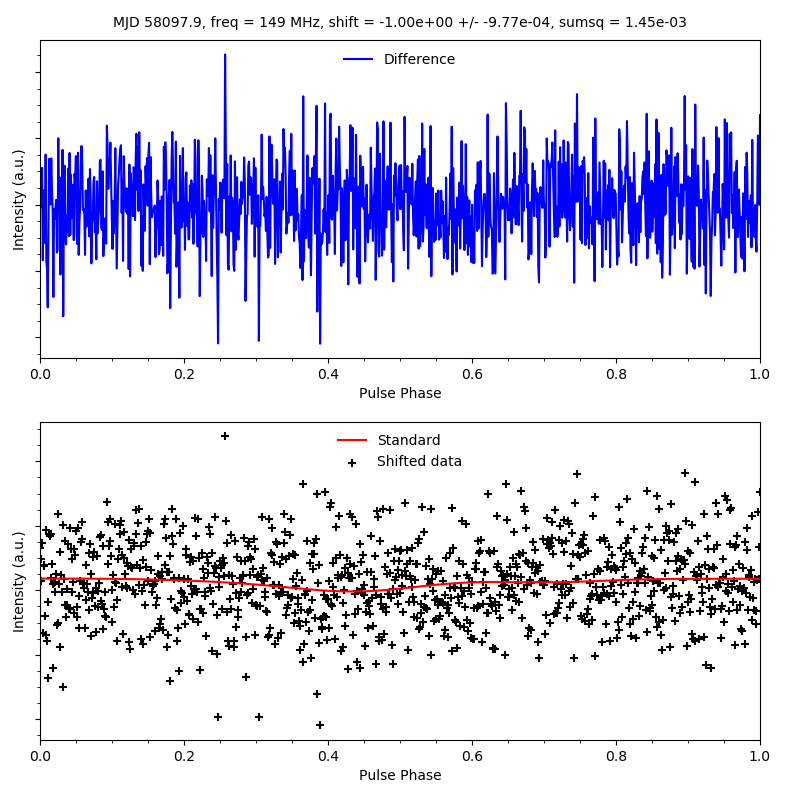 MJD 58097.9, freq = 149 MHz, shift = -1.00e+00 +/- -9.77e-04, sumsq = 1.45e-03
Difference
Intensity (a.u.)
0.0 0.2 0.4 0.6 0.8 1.0
Pulse Phase
Standard
Shifted data
Intensity (a.u.)
0.0 0.2 0.4 0.6 0.8 1.0
Pulse Phase